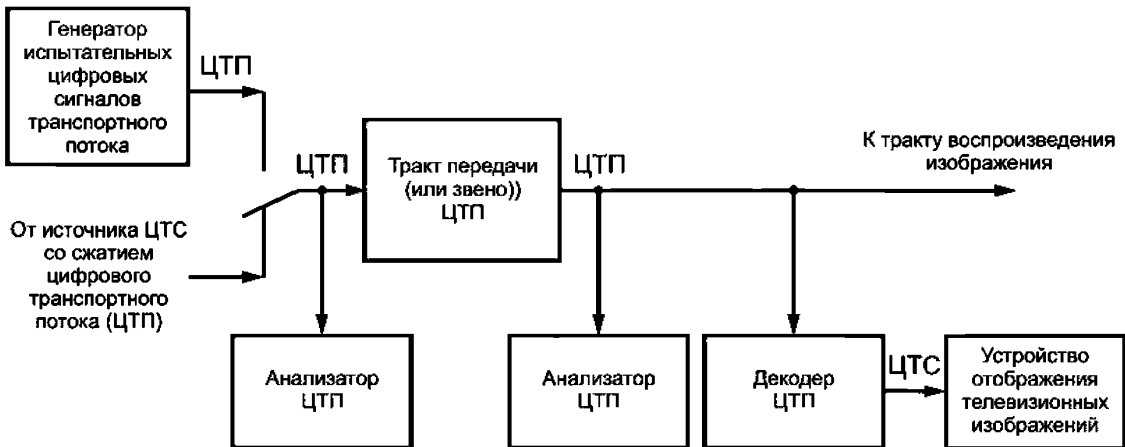 Генератор
испытательных
цифровых
сигналов
транспортного
потока
ЦТП
От источника ЦТС
со сжатием
цифрового
транспортного
потока (ЦТП)
ЦТП
Тракт передачи
(или звено))
ЦТП
ЦТП
К тракту воспроизведения
изображения
Анализатор
ЦТП
Анализатор
ЦТП
Декодер
ЦТП
ЦТС
Устройство
отображения
телевизионных
изображений